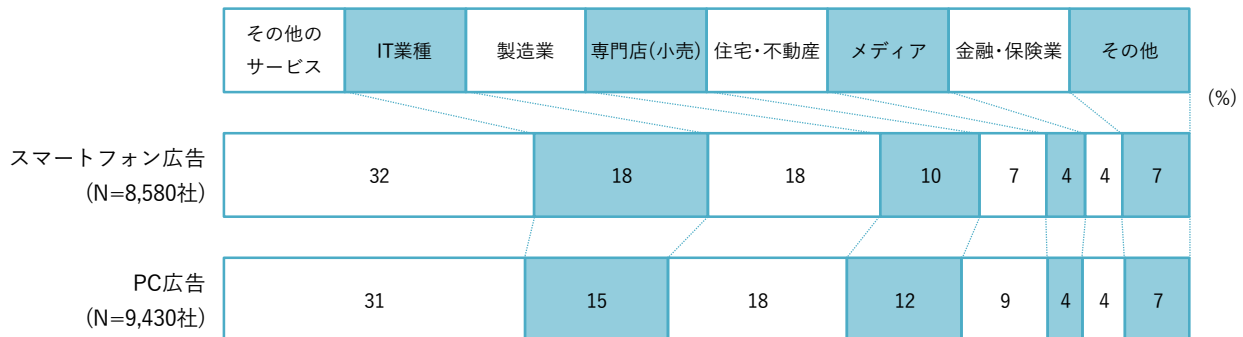 その他の
サービス
IT業種
製造業
専門店(小売)
住宅・不動産
メディア
金融・保険業
その他
(%)
スマートフォン広告
(N=8,580社)
32
18
18
10
7
4
4
7
PC広告
(N=9,430社)
31
15
18
12
9
4
4
7